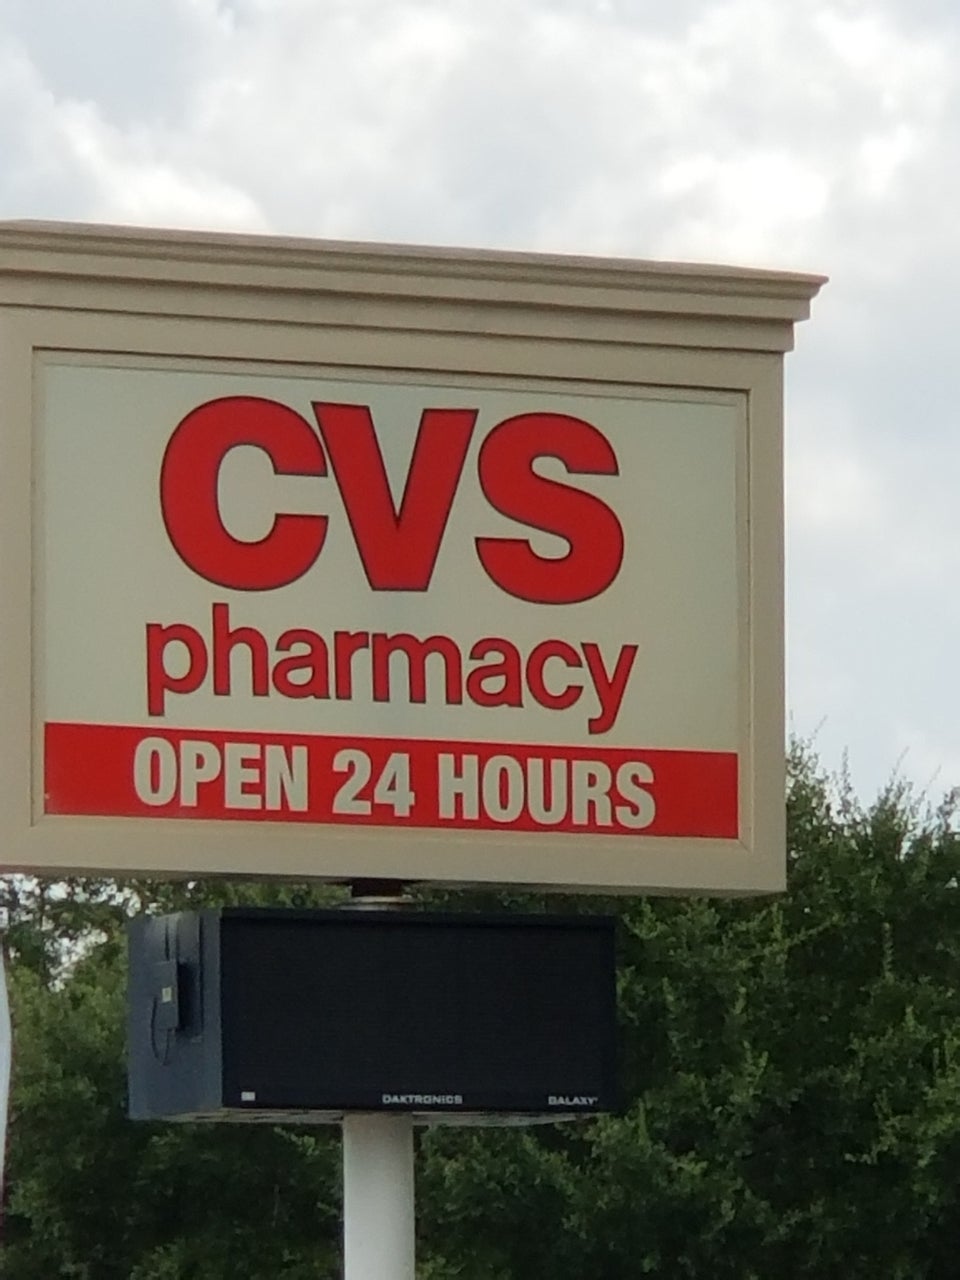 CVS
pharmacy
OPEN 24 HOURS
DAKTRONICS
GALAXY